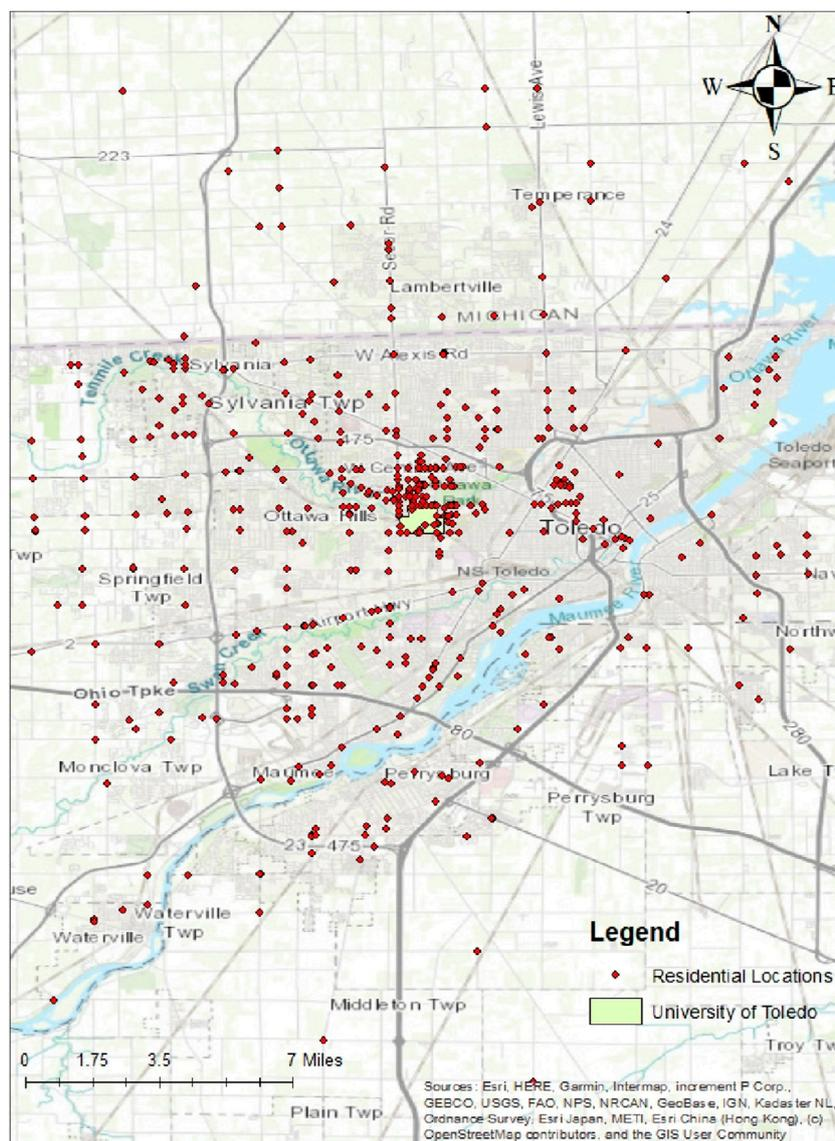 N
W
E
S
Lewis Ave
223
Temperance
24
Secor Rd
Lambertville
MICHIGAN
W Alexis Rd
Ottawa River
Tenmile Creek
Sylvania
Sylvania Twp
475
Ottawa
W Central Ave
Toledo
Seaport
Park
75
25
Ottawa Hills
Toledo
Twp
Springfield
Twp
NS-Toledo
Airport Hwy
Maumee River
2
Northw
Swan Creek
Ohio-Tpke
80
280
Monclova Twp
Maumee
Perrysburg
Lake T
Perrysburg
Twp
23
475
20
use
Waterville
Twp
Waterville
Legend
Residential Locations
University of Toledo
Middleton Twp
Troy Tw
0 1.75 3.5 7 Miles
Plain Twp
Sources: Esri, HERE, Garmin, Intermap, increment P Corp.,
GEBCO, USGS, FAO, NPS, NRCAN, GeoBase, IGN, Kadaster NL,
Ordnance Survey, Esri Japan, METI, Esri China (Hong Kong), (c)
OpenStreetMap contributors, and the GIS User Community